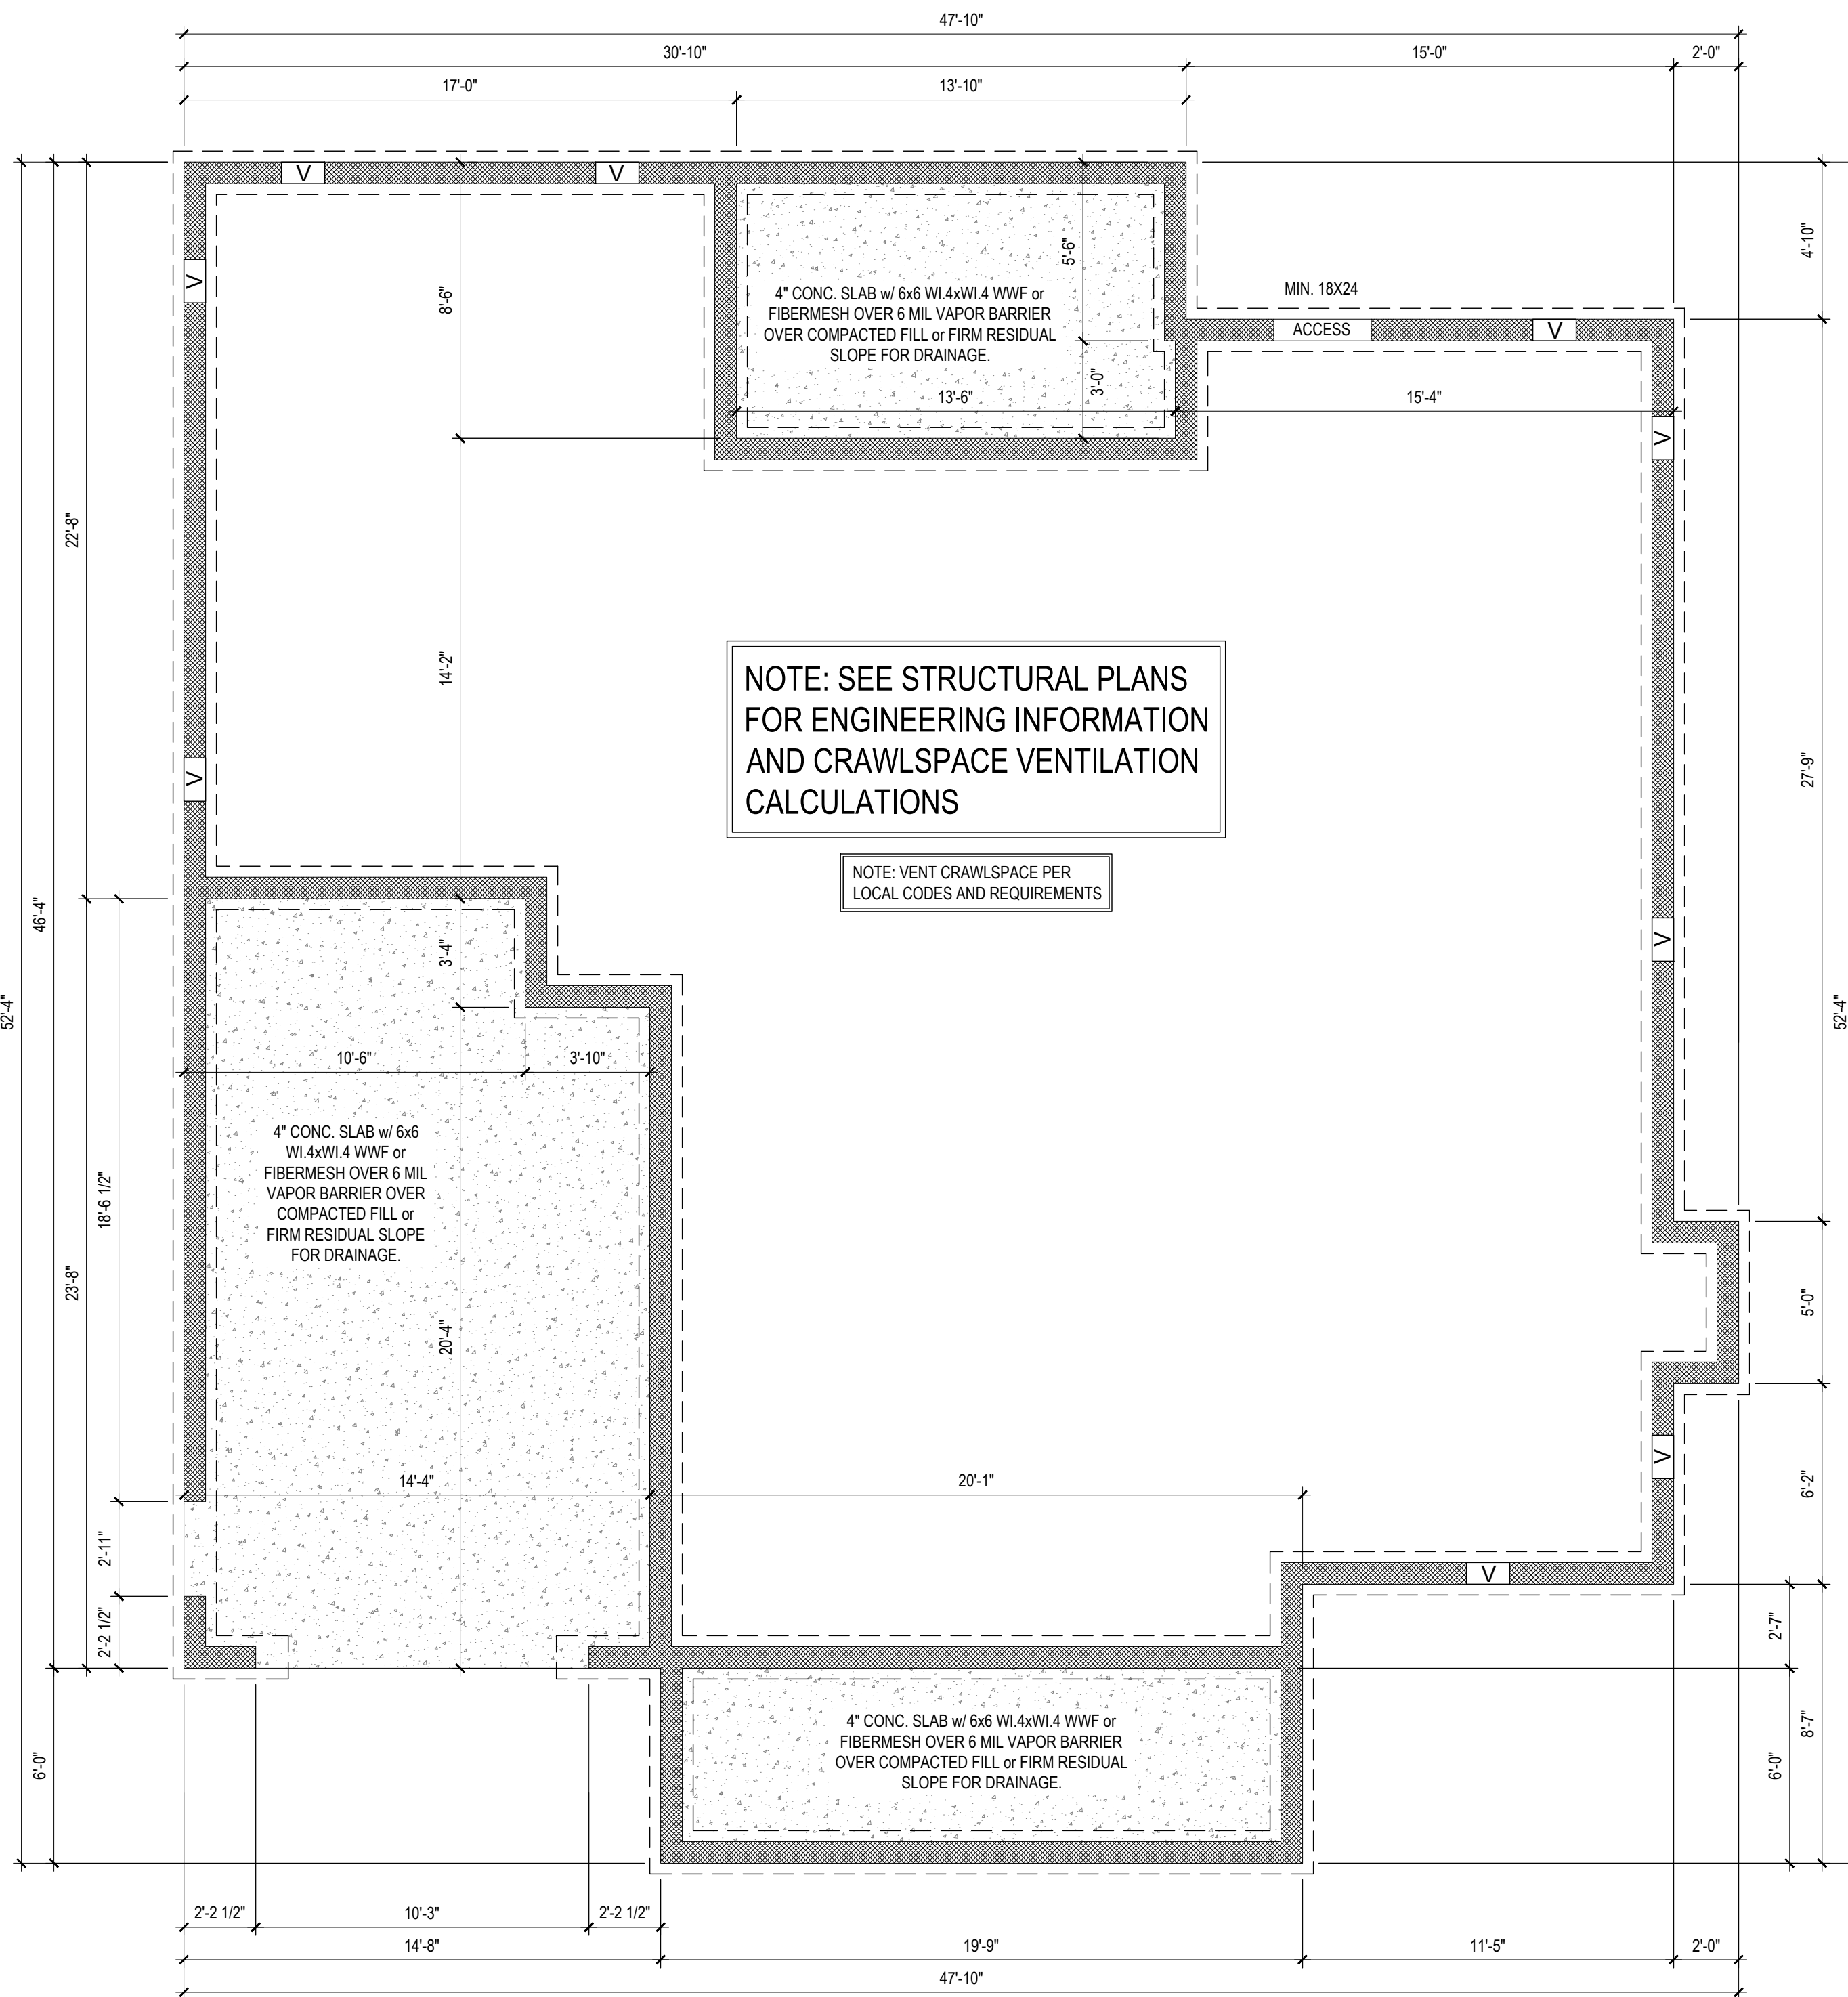 47'-10"
30'-10"
15'-0"
2'-0"
17'-0"
13'-10"
V
V
V
4'-10"
5'-6"
8'-6"
MIN. 18X24
4" CONC. SLAB w/ 6x6 WI.4xWI.4 WWF or
FIBERMESH OVER 6 MIL VAPOR BARRIER
OVER COMPACTED FILL or FIRM RESIDUAL
SLOPE FOR DRAINAGE.
ACCESS
V
3'-0"
13'-6"
15'-4"
V
22'-8"
14'-2"
NOTE: SEE STRUCTURAL PLANS
FOR ENGINEERING INFORMATION
AND CRAWLSPACE VENTILATION
CALCULATIONS
27'-9"
V
NOTE: VENT CRAWLSPACE PER
LOCAL CODES AND REQUIREMENTS
46'-4"
3'-4"
V
52'-4"
52'-4"
10'-6"
3'-10"
4" CONC. SLAB w/ 6x6
WI.4xWI.4 WWF or
FIBERMESH OVER 6 MIL
VAPOR BARRIER OVER
COMPACTED FILL or
FIRM RESIDUAL SLOPE
FOR DRAINAGE.
18'-6 1/2"
23'-8"
20'-4"
5'-0"
14'-4"
20'-1"
V
6'-2"
2'-11"
V
2'-2 1/2"
2'-7"
4" CONC. SLAB w/ 6x6 WI.4xWI.4 WWF or
FIBERMESH OVER 6 MIL VAPOR BARRIER
OVER COMPACTED FILL or FIRM RESIDUAL
SLOPE FOR DRAINAGE.
8'-7"
6'-0"
6'-0"
2'-2 1/2"
10'-3"
2'-2 1/2"
14'-8"
19'-9"
11'-5"
2'-0"
47'-10"